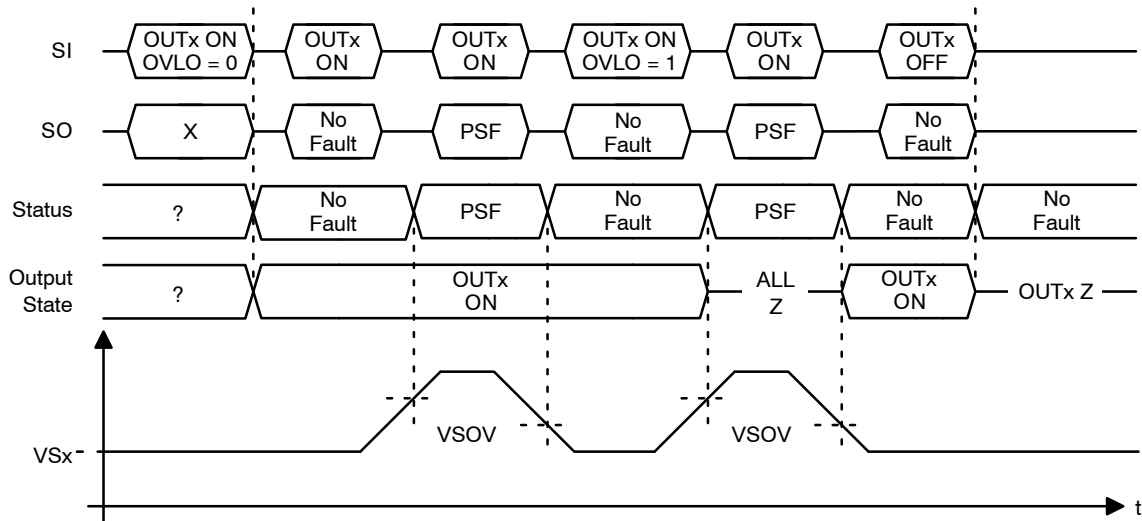 SI
OUTx ON
OVLO = 0
OUTx
ON
OUTx
ON
OUTx ON
OVLO = 1
OUTx
ON
OUTx
OFF
SO
X
No
Fault
PSF
No
Fault
PSF
No
Fault
Status
?
No
Fault
PSF
No
Fault
PSF
No
Fault
No
Fault
Output
State
?
OUTx
ON
ALL
Z
OUTx
ON
OUTx Z
VSOV
VSOV
VSx
t